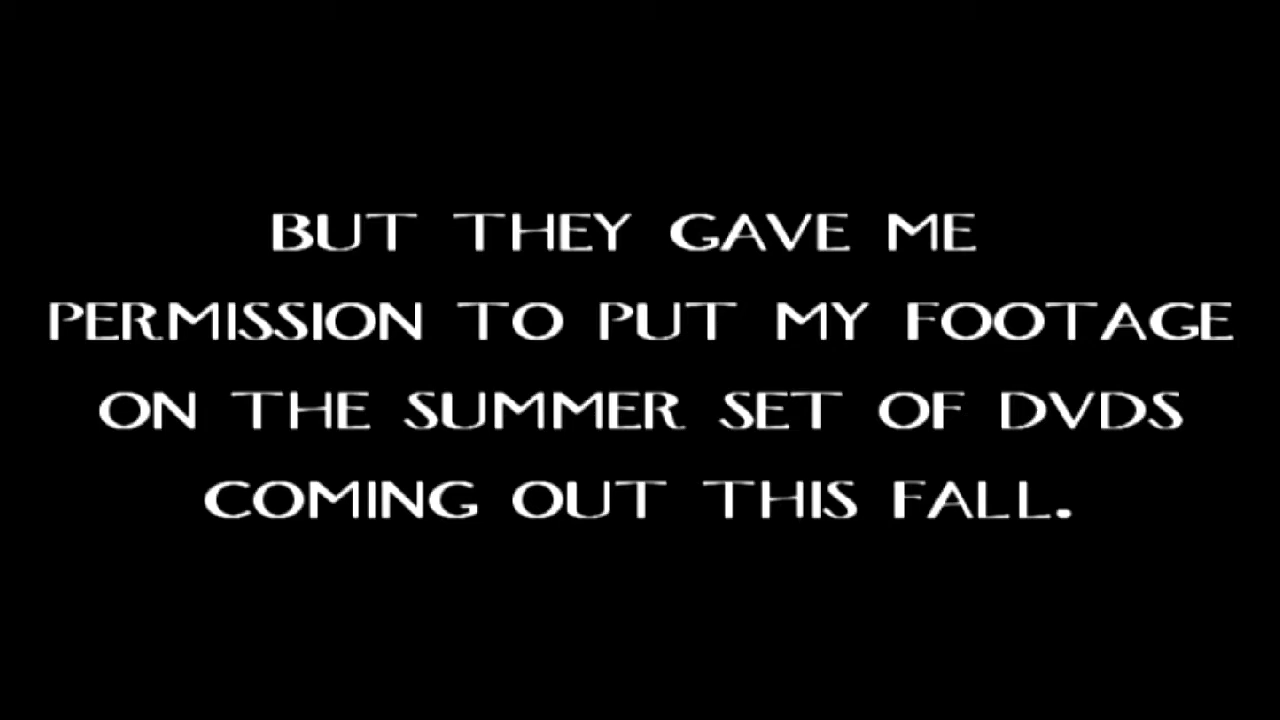 BUT THEY GAVE ME
PERMISSION TO PUT MY FOOTAGE
ON THE SUMMER SET OF DVDS
COMING OUT THIS FALL.